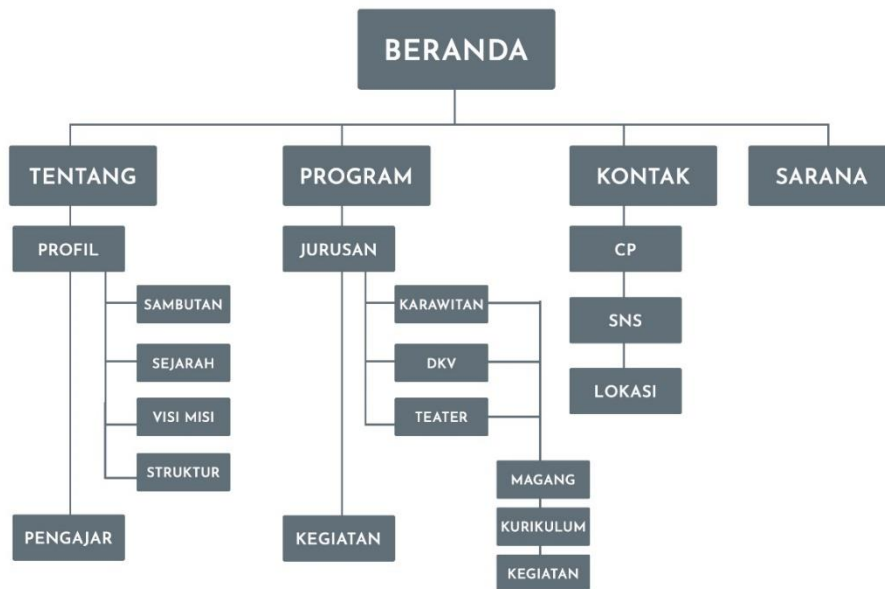 BERANDA
TENTANG
PROGRAM
KONTAK
SARANA
PROFIL
JURUSAN
CP
SAMBUTAN
KARAWITAN
SNS
SEJARAH
DKV
LOKASI
VISI MISI
TEATER
STRUKTUR
MAGANG
PENGAJAR
KEGIATAN
KURIKULUM
KEGIATAN